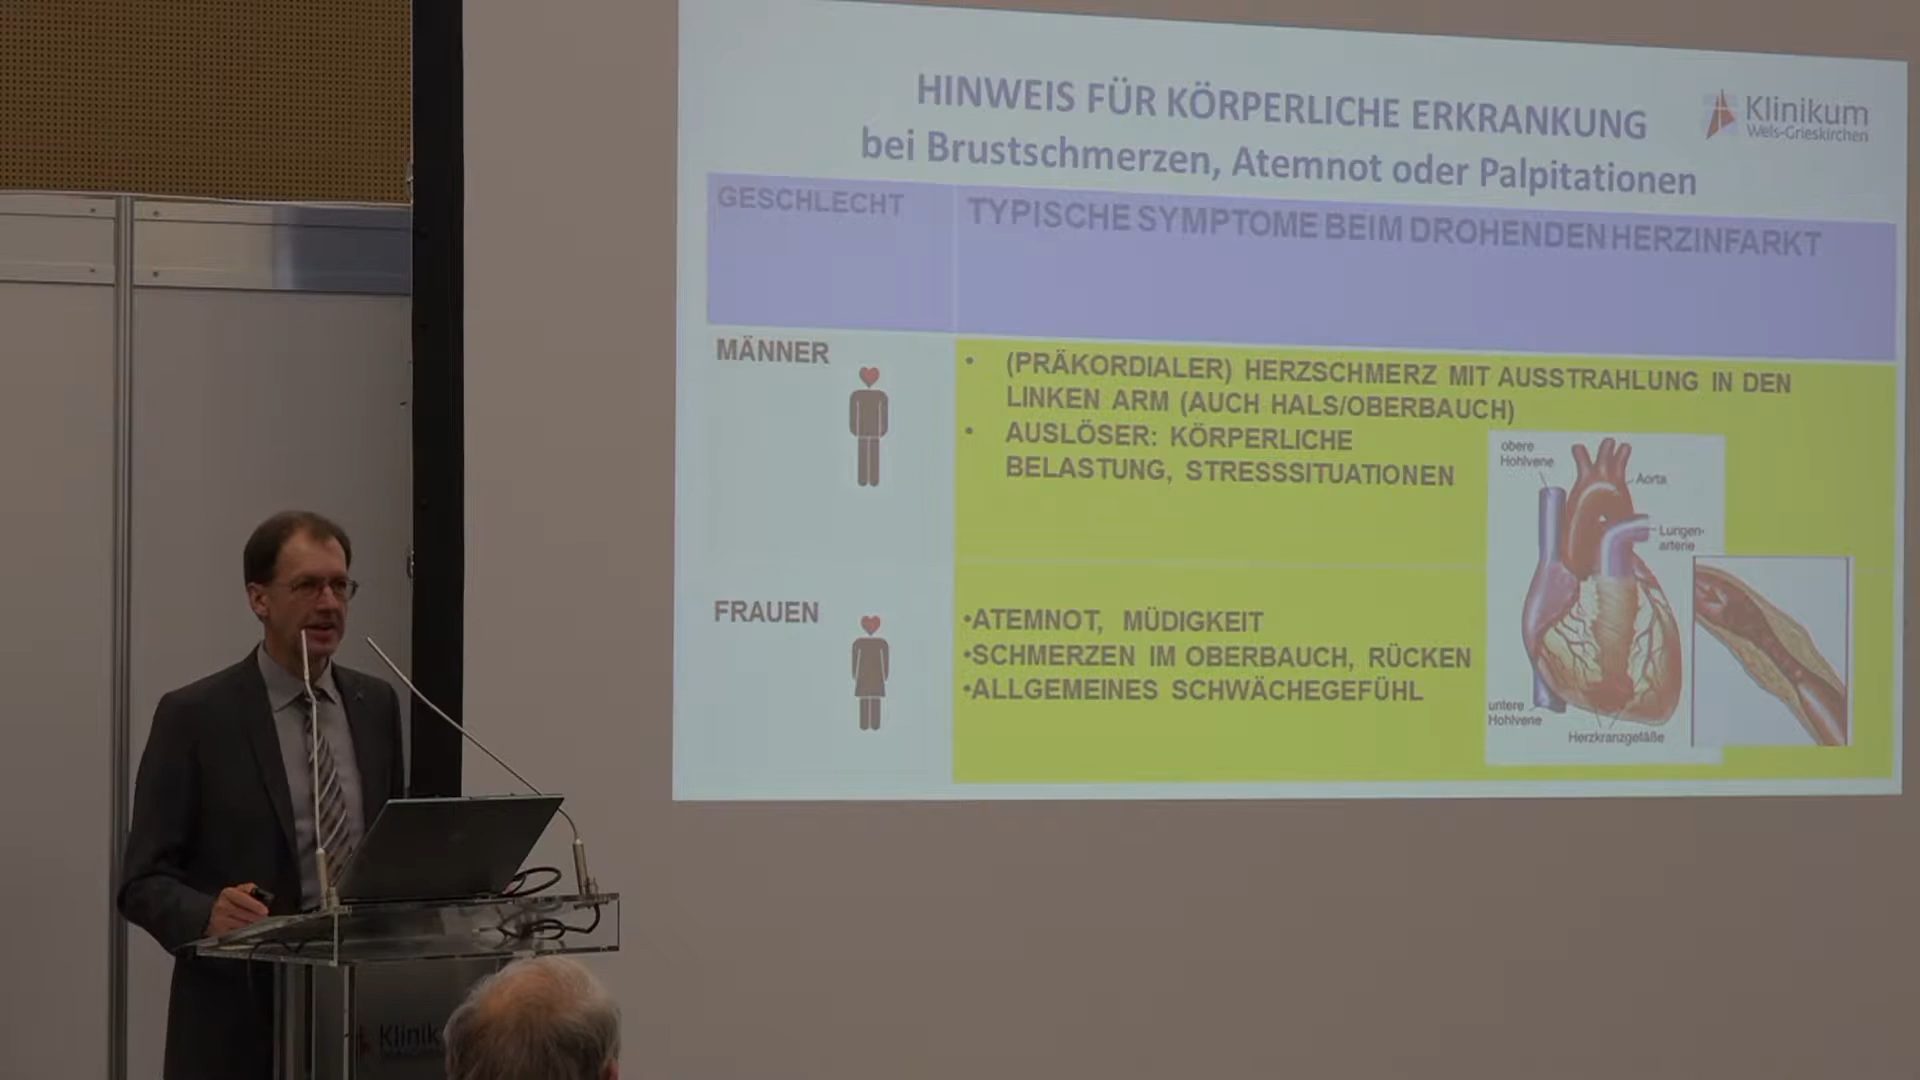 HINWEIS FÜR KÖRPERLICHE ERKRANKUNG
bei Brustschmerzen, Atemnot oder Palpitationen
Klinikum
Wels-Grieskirchen
GESCHLECHT
TYPISCHE SYMPTOME BEIM DROHENDEN HERZINFARKT
MÄNNER
• (PRÄKORDIALER) HERZSCHMERZ MIT AUSSTRAHLUNG IN DEN
LINKEN ARM (AUCH HALS/OBERBAUCH)
• AUSLÖSER: KÖRPERLICHE
BELASTUNG, STRESSSITUATIONEN
obere
Hohlvene
Aorta
Lungen-
arterie
untere
Hohlvene
Herzkranzgefäße
FRAUEN
•ATEMNOT, MÜDIGKEIT
•SCHMERZEN IM OBERBAUCH, RÜCKEN
•ALLGEMEINES SCHWÄCHEGEFÜHL
Klinik